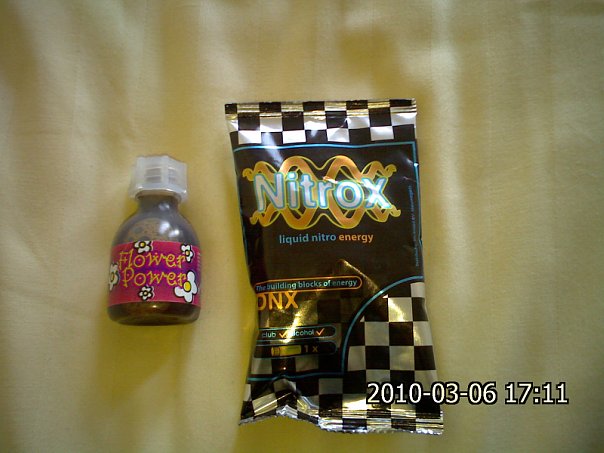 Flower
Power
Nitrox
liquid nitro energy
The building blocks of energy
DNX
club alcohol
1 x
2010-03-06 17:11